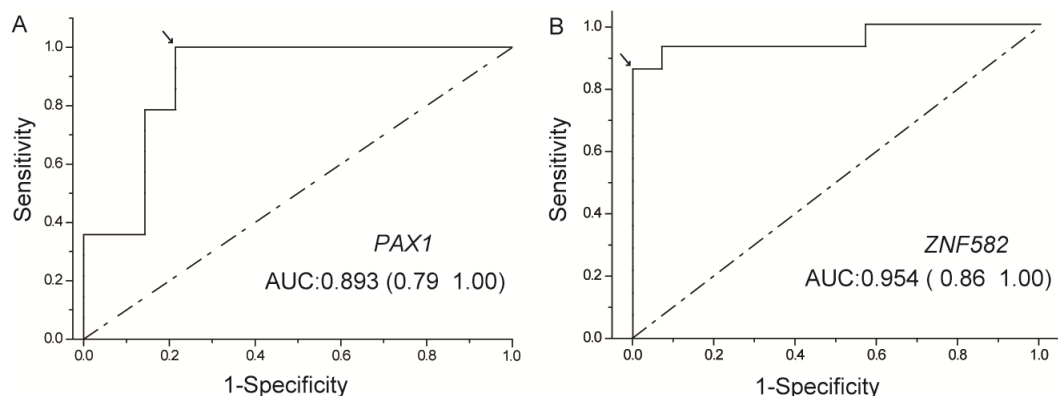 A
Sensitivity
1.0
0.8
0.6
0.4
0.2
0.0
0.0 0.2 0.4 0.6 0.8 1.0
1-Specificity
PAX1
AUC:0.893 (0.79 1.00)
B
Sensitivity
1.0
0.8
0.6
0.4
0.2
0.0
0.0 0.2 0.4 0.6 0.8 1.0
1-Specificity
ZNF582
AUC:0.954 ( 0.86 1.00)